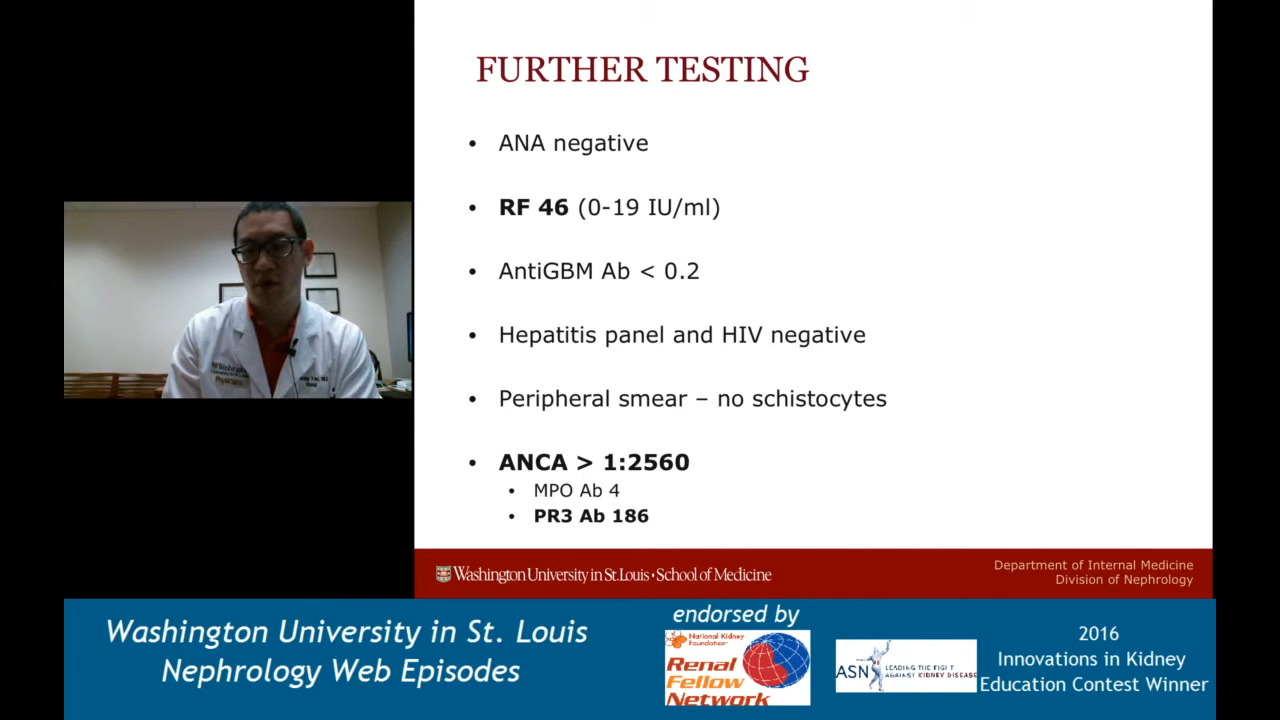 FURTHER TESTING
• ANA negative
• RF 46 (0-19 IU/ml)
• AntiGBM Ab < 0.2
• Hepatitis panel and HIV negative
• Peripheral smear – no schistocytes
• ANCA > 1:2560
• MPO Ab 4
• PR3 Ab 186
Washington University in St. Louis • School of Medicine
Department of Internal Medicine
Division of Nephrology
Washington University in St. Louis
Nephrology Web Episodes
endorsed by
National Kidney
Foundation
Renal
Fellow
Network
ASN
LEADING THE FIGHT
AGAINST KIDNEY DISEASE
2016
Innovations in Kidney
Education Contest Winner
Washington
Physicians